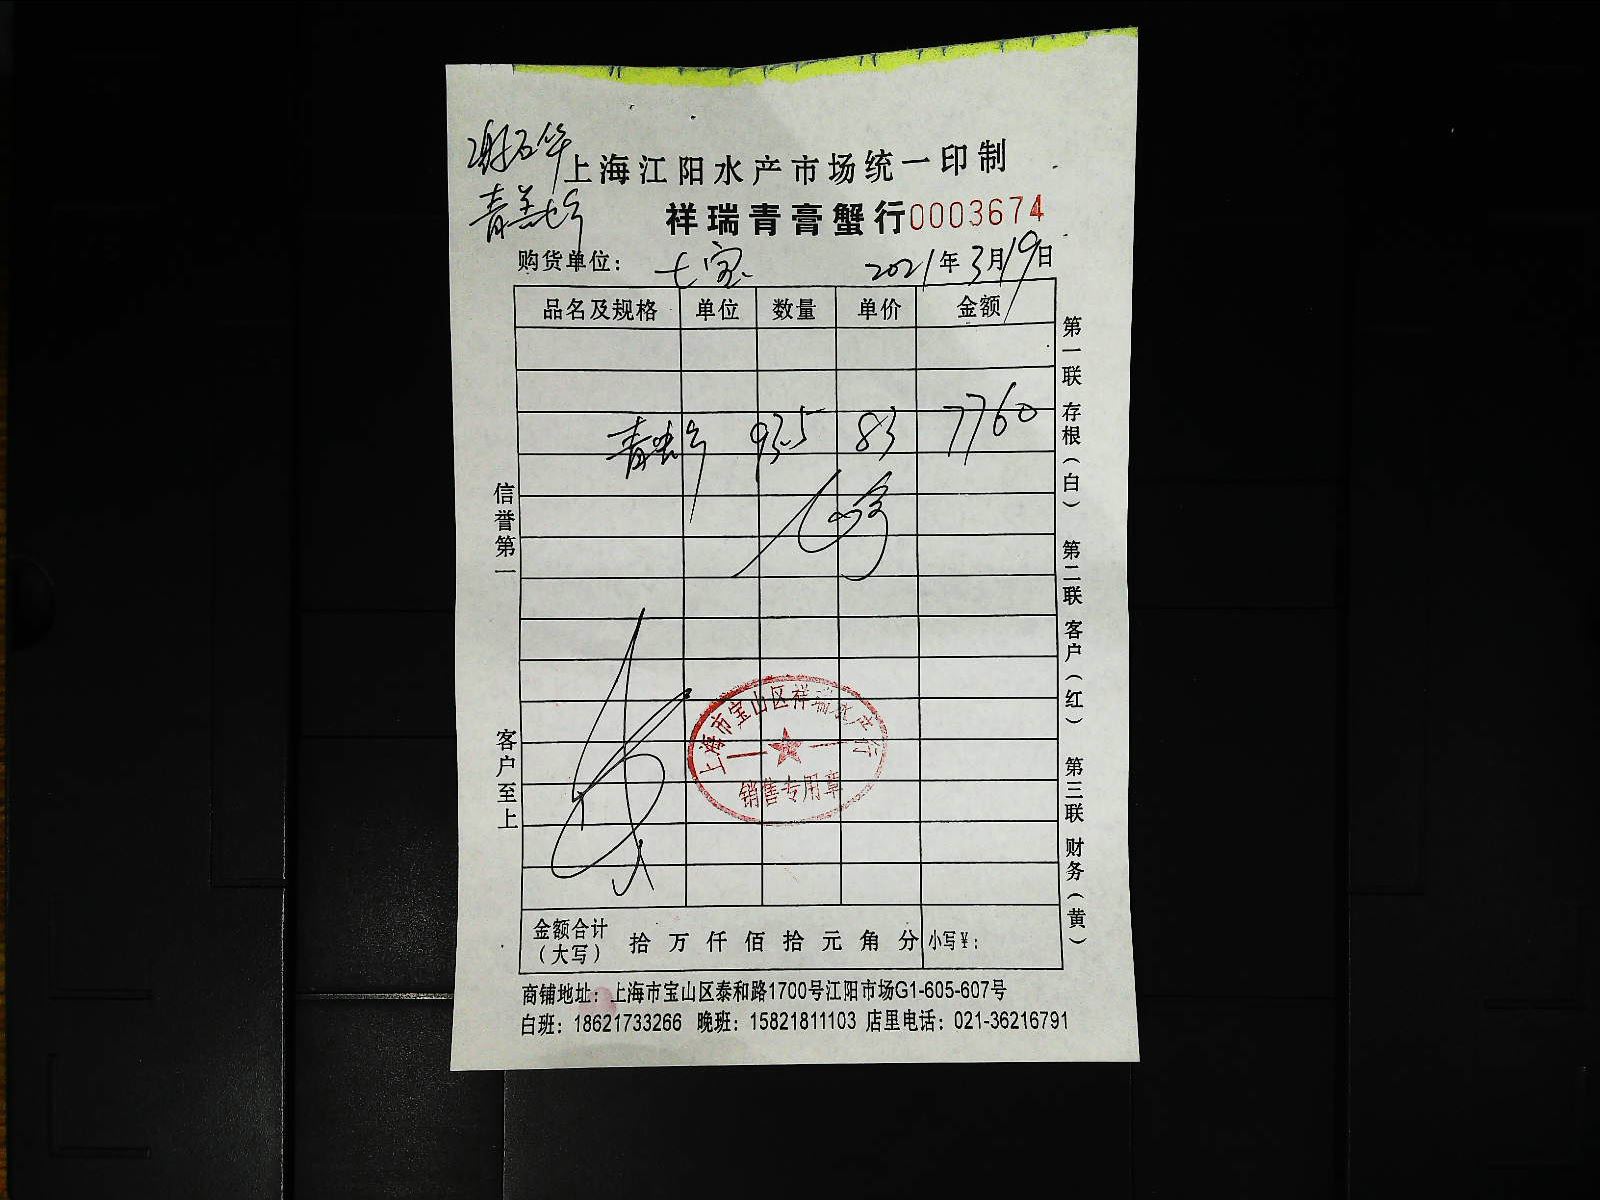 上海江阳水产市场统一印制
祥瑞青膏蟹行0003674
购货单位： 七宝 2021年3月19日
品名及规格 单位 数量 单价 金额
93.5 83 7760
信誉第一
客户至上
第一联 存根（白） 第二联 客户（红） 第三联 财务（黄）
上海市宝山区祥瑞水产行
销售专用章
金额合计（大写） 拾 万 仟 佰 拾 元 角 分 小写¥：
商铺地址：上海市宝山区泰和路1700号江阳市场G1-605-607号
白班：18621733266 晚班：15821811103 店里电话：021-36216791